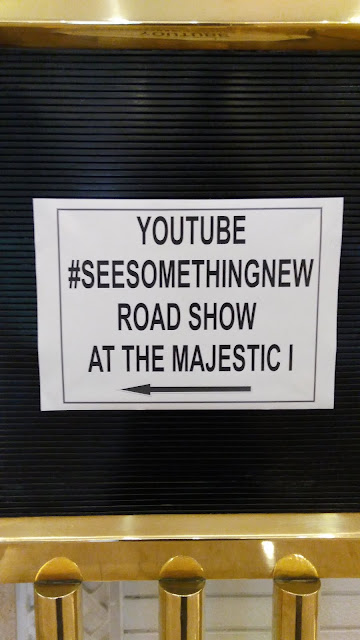 YOUTUBE
#SEESOMETHINGNEW
ROAD SHOW
AT THE MAJESTIC I